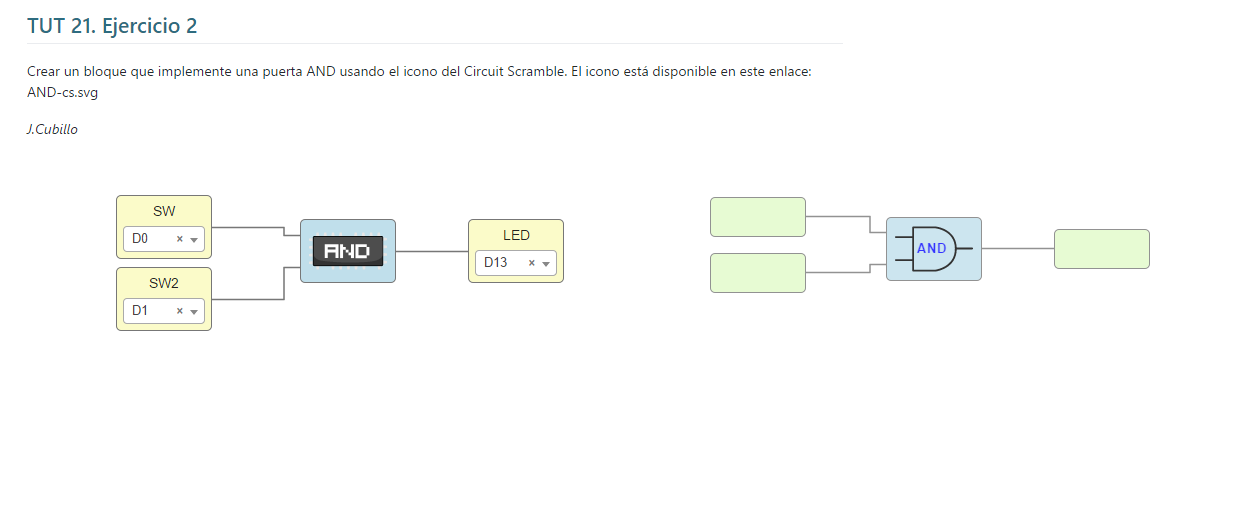 TUT 21. Ejercicio 2
Crear un bloque que implemente una puerta AND usando el icono del Circuit Scramble. El icono está disponible en este enlace:
AND-cs.svg
J.Cubillo
SW
D0 × ▾
SW2
D1 × ▾
AND
LED
D13 × ▾
AND